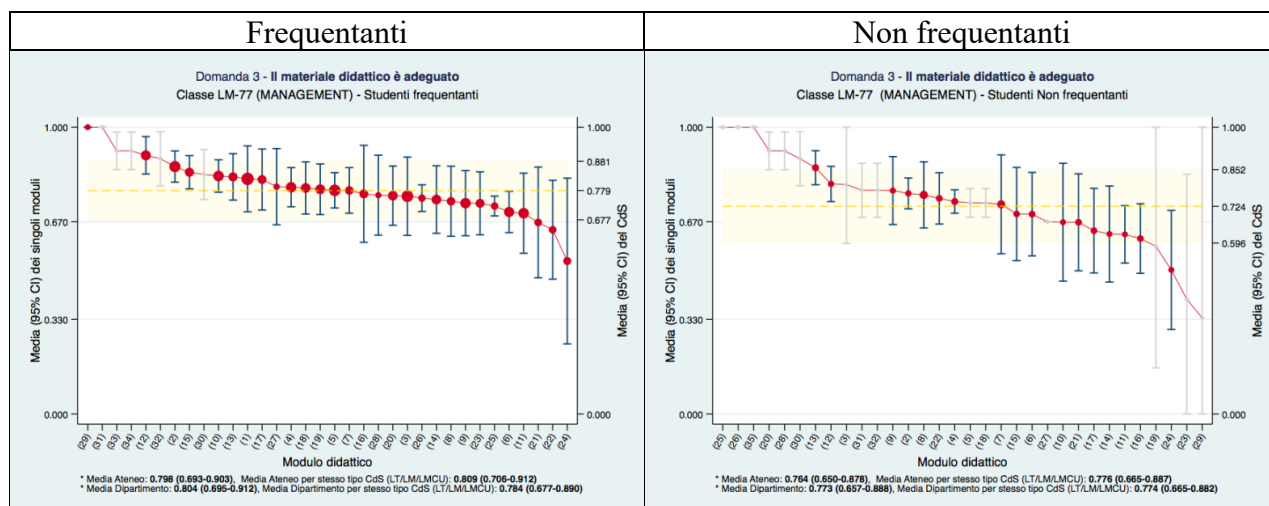 Frequentanti
Non frequentanti
Domanda 3 - Il materiale didattico è adeguato
Classe LM-77 (MANAGEMENT) - Studenti frequentanti
Media (95% CI) dei singoli moduli
1.000
0.670
0.330
0.000
1.000
0.881
0.779
0.677
0.000
Media (95% CI) del CdS
(29) (31) (33) (34) (12) (32) (2) (15) (30) (10) (13) (1) (17) (27) (4) (18) (19) (5) (7) (16) (28) (20) (3) (26) (14) (8) (9) (23) (25) (6) (11) (21) (22) (24)
Modulo didattico
* Media Ateneo: 0.798 (0.693-0.903), Media Ateneo per stesso tipo CdS (LT/LM/LMCU): 0.809 (0.706-0.912)
* Media Dipartimento: 0.804 (0.695-0.912), Media Dipartimento per stesso tipo CdS (LT/LM/LMCU): 0.784 (0.677-0.890)
Domanda 3 - Il materiale didattico è adeguato
Classe LM-77 (MANAGEMENT) - Studenti Non frequentanti
Media (95% CI) dei singoli moduli
1.000
0.670
0.330
0.000
1.000
0.852
0.724
0.596
0.000
Media (95% CI) del CdS
(25) (26) (35) (20) (28) (30) (13) (12) (3) (31) (32) (9) (2) (8) (22) (4) (5) (18) (7) (15) (6) (27) (10) (21) (17) (14) (11) (16) (19) (24) (23) (29)
Modulo didattico
* Media Ateneo: 0.764 (0.650-0.878), Media Ateneo per stesso tipo CdS (LT/LM/LMCU): 0.776 (0.665-0.887)
* Media Dipartimento: 0.773 (0.657-0.888), Media Dipartimento per stesso tipo CdS (LT/LM/LMCU): 0.774 (0.665-0.882)